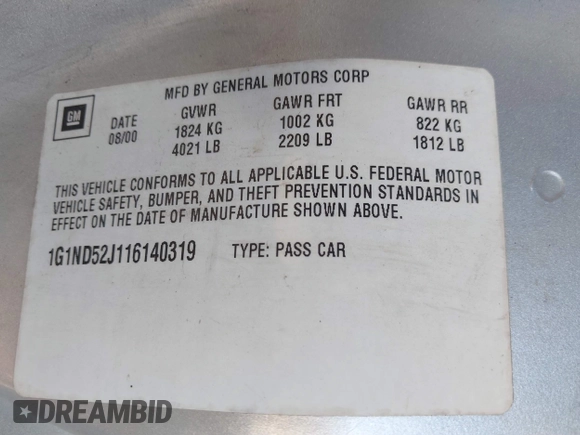 MFD BY GENERAL MOTORS CORP
GM
DATE GVWR GAWR FRT GAWR RR
08/00 1824 KG 1002 KG 822 KG
4021 LB 2209 LB 1812 LB
THIS VEHICLE CONFORMS TO ALL APPLICABLE U.S. FEDERAL MOTOR
VEHICLE SAFETY, BUMPER, AND THEFT PREVENTION STANDARDS IN
EFFECT ON THE DATE OF MANUFACTURE SHOWN ABOVE.
1G1ND52J116140319 TYPE: PASS CAR
DREAMBID